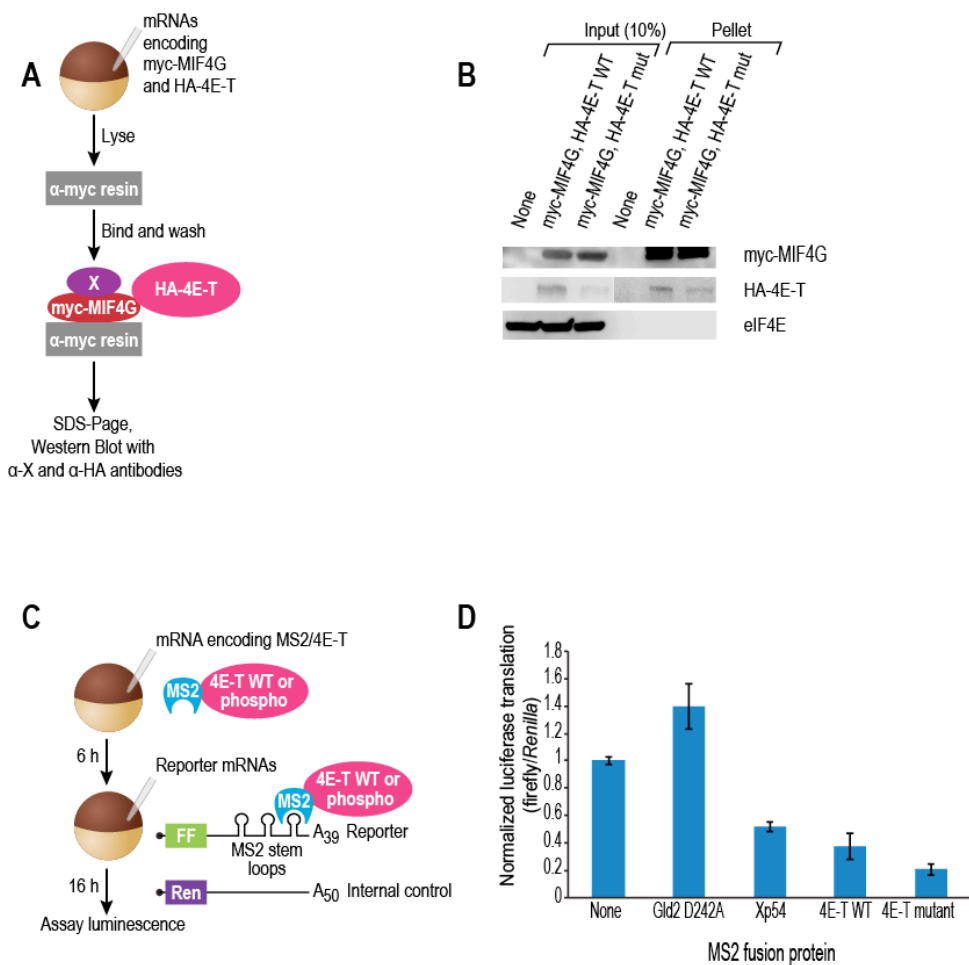 A
mRNAs
encoding
myc-MIF4G
and HA-4E-T
Lyse
α-myc resin
Bind and wash
X
HA-4E-T
myc-MIF4G
α-myc resin
SDS-Page,
Western Blot with
α-X and α-HA antibodies
B
Input (10%)
Pellet
None
myc-MIF4G, HA-4E-T WT
myc-MIF4G, HA-4E-T mut
None
myc-MIF4G, HA-4E-T WT
myc-MIF4G, HA-4E-T mut
myc-MIF4G
HA-4E-T
eIF4E
C
mRNA encoding MS2/4E-T
MS2
4E-T WT or
phospho
6 h
Reporter mRNAs
4E-T WT or
phospho
MS2
FF
A39 Reporter
MS2 stem
loops
16 h
Ren
A50 Internal control
Assay luminescence
D
Normalized luciferase translation
(firefly/Renilla)
1.8
1.6
1.4
1.2
1
0.8
0.6
0.4
0.2
0
None
Gld2 D242A
Xp54
4E-T WT
4E-T mutant
MS2 fusion protein